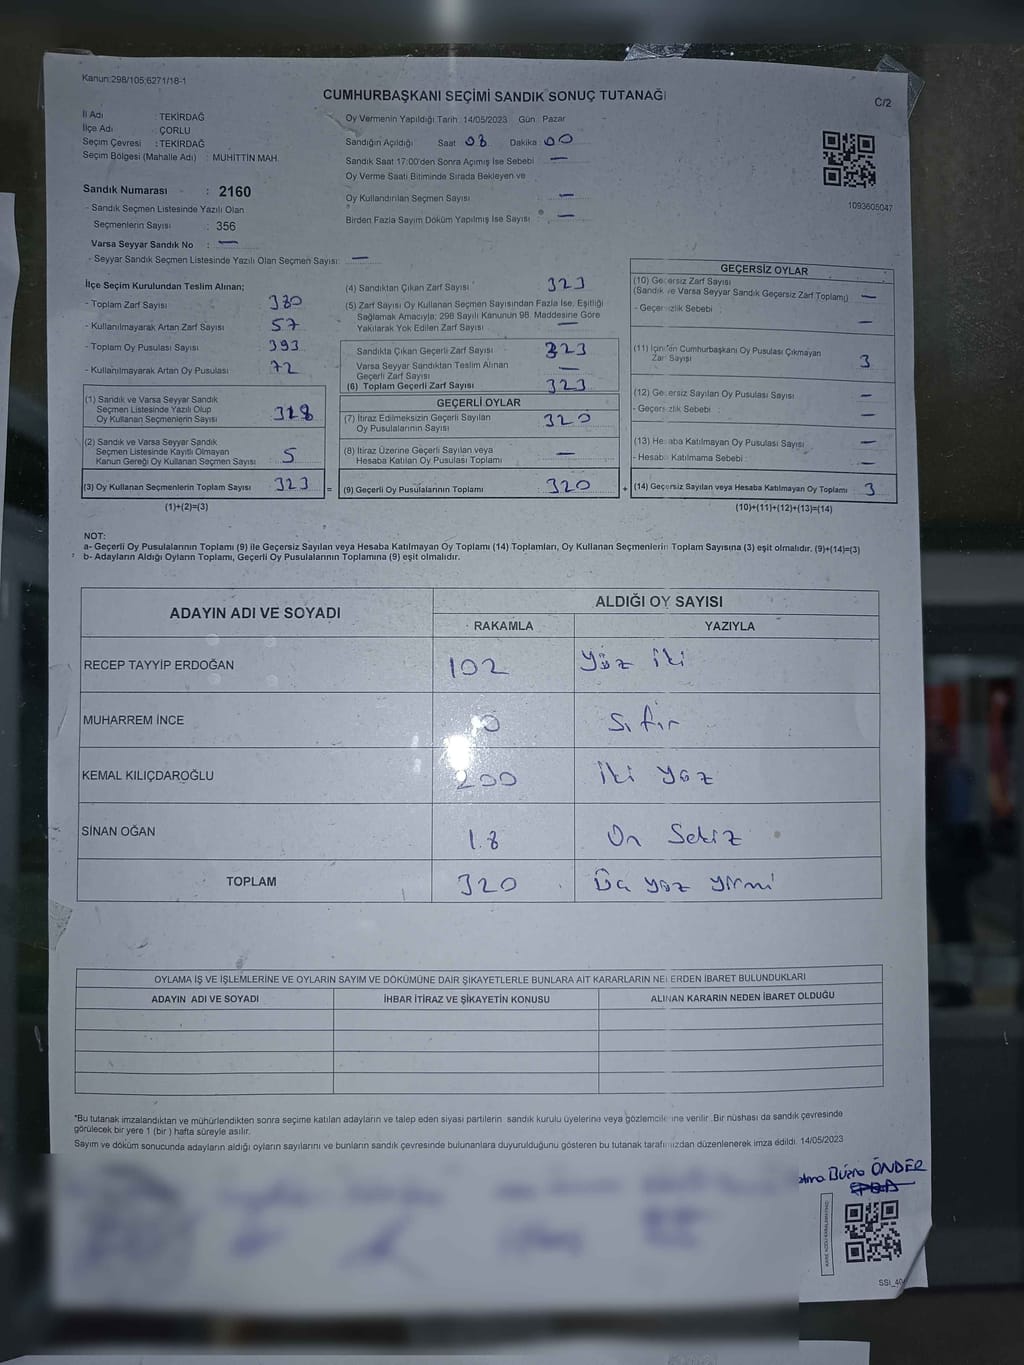 Kanun:298/105;6271/18-1
CUMHURBAŞKANI SEÇİMİ SANDIK SONUÇ TUTANAĞI
C/2
İl Adı : TEKİRDAĞ
İlçe Adı : ÇORLU
Seçim Çevresi : TEKİRDAĞ
Seçim Bölgesi (Mahalle Adı) : MUHİTTİN MAH.
Sandık Numarası : 2160
- Sandık Seçmen Listesinde Yazılı Olan
Seçmenlerin Sayısı : 356
Varsa Seyyar Sandık No : —
- Seyyar Sandık Seçmen Listesinde Yazılı Olan Seçmen Sayısı: —
Oy Vermenin Yapıldığı Tarih: 14/05/2023 Gün: Pazar
Sandığın Açıldığı Saat 08 Dakika 00
Sandık Saat 17:00'den Sonra Açımış İse Sebebi —
Oy Verme Saati Bitiminde Sırada Bekleyen ve
Oy Kullandırılan Seçmen Sayısı : —
Birden Fazla Sayım Döküm Yapılmış İse Sayısı : —
1093605047
İlçe Seçim Kurulundan Teslim Alınan;
- Toplam Zarf Sayısı 380
- Kullanılmayarak Artan Zarf Sayısı 57
- Toplam Oy Pusulası Sayısı 393
- Kullanılmayarak Artan Oy Pusulası 72
(1) Sandık ve Varsa Seyyar Sandık
Seçmen Listesinde Yazılı Olup
Oy Kullanan Seçmenlerin Sayısı 318
(2) Sandık ve Varsa Seyyar Sandık
Seçmen Listesinde Kayıtlı Olmayan
Kanun Gereği Oy Kullanan Seçmen Sayısı 5
(3) Oy Kullanan Seçmenlerin Toplam Sayısı 323 =
(1)+(2)=(3)
(4) Sandıktan Çıkan Zarf Sayısı 323
(5) Zarf Sayısı Oy Kullanan Seçmen Sayısından Fazla İse, Eşitliği
Sağlamak Amacıyla; 298 Sayılı Kanunun 98. Maddesine Göre
Yakılarak Yok Edilen Zarf Sayısı —
Sandıkta Çıkan Geçerli Zarf Sayısı 323
Varsa Seyyar Sandıktan Teslim Alınan
Geçerli Zarf Sayısı —
(6) Toplam Geçerli Zarf Sayısı 323
GEÇERLİ OYLAR
(7) İtiraz Edilmeksizin Geçerli Sayılan
Oy Pusulalarının Sayısı 320
(8) İtiraz Üzerine Geçerli Sayılan veya
Hesaba Katılan Oy Pusulası Toplamı —
(9) Geçerli Oy Pusulalarının Toplamı 320 +
GEÇERSİZ OYLAR
(10) Geçersiz Zarf Sayısı
(Sandık ve Varsa Seyyar Sandık Geçersiz Zarf Toplamı) —
- Geçersizlik Sebebi —
(11) İçinden Cumhurbaşkanı Oy Pusulası Çıkmayan
Zarf Sayısı 3
(12) Geçersiz Sayılan Oy Pusulası Sayısı —
- Geçersizlik Sebebi —
(13) Hesaba Katılmayan Oy Pusulası Sayısı —
- Hesaba Katılmama Sebebi —
(14) Geçersiz Sayılan veya Hesaba Katılmayan Oy Toplamı 3
(10)+(11)+(12)+(13)=(14)
NOT:
a- Geçerli Oy Pusulalarının Toplamı (9) ile Geçersiz Sayılan veya Hesaba Katılmayan Oy Toplamı (14) Toplamları, Oy Kullanan Seçmenlerin Toplam Sayısına (3) eşit olmalıdır. (9)+(14)=(3)
b- Adayların Aldığı Oyların Toplamı, Geçerli Oy Pusulalarının Toplamına (9) eşit olmalıdır.
ADAYIN ADI VE SOYADI ALDIĞI OY SAYISI
RAKAMLA YAZIYLA
RECEP TAYYİP ERDOĞAN 102 Yüz iki
MUHARREM İNCE 0 Sıfır
KEMAL KILIÇDAROĞLU 200 İki yüz
SİNAN OĞAN 18 On Sekiz
TOPLAM 320 Üç yüz yirmi
OYLAMA İŞ VE İŞLEMLERİNE VE OYLARIN SAYIM VE DÖKÜMÜNE DAİR ŞİKAYETLERLE BUNLARA AİT KARARLARIN NELERDEN İBARET BULUNDUKLARI
ADAYIN ADI VE SOYADI İHBAR İTİRAZ VE ŞİKAYETİN KONUSU ALINAN KARARIN NEDEN İBARET OLDUĞU
*Bu tutanak imzalandıktan ve mühürlendikten sonra seçime katılan adayların ve talep eden siyasi partilerin sandık kurulu üyelerine veya gözlemcilerine verilir. Bir nüshası da sandık çevresinde
görülecek bir yere 1 (bir) hafta süreyle asılır.
Sayım ve döküm sonucunda adayların aldığı oyların sayılarını ve bunların sandık çevresinde bulunanlara duyurulduğunu gösteren bu tutanak tarafımızdan düzenlenerek imza edildi. 14/05/2023
Büşra ÖNDER